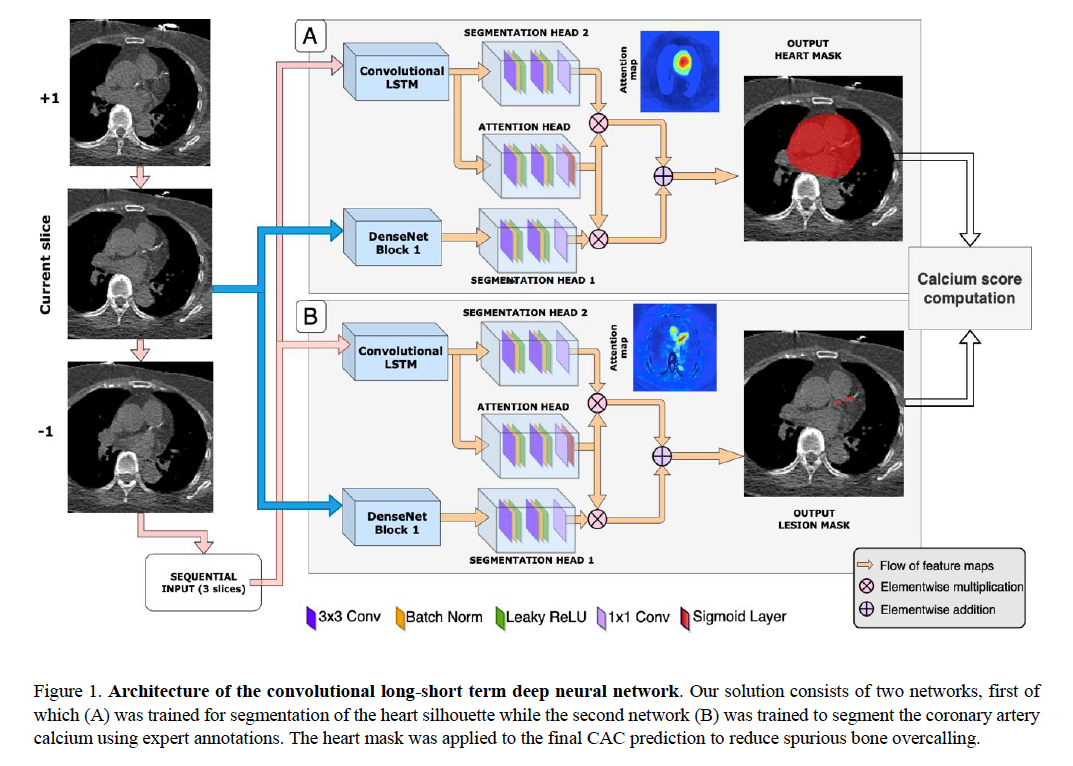 +1
Current slice
-1
SEQUENTIAL
INPUT (3 slices)
A
SEGMENTATION HEAD 2
Convolutional
LSTM
ATTENTION HEAD
DenseNet
Block 1
SEGMENTATION HEAD 1
Attention
map
OUTPUT
HEART MASK
B
SEGMENTATION HEAD 2
Convolutional
LSTM
ATTENTION HEAD
DenseNet
Block 1
SEGMENTATION HEAD 1
Attention
map
OUTPUT
LESION MASK
Calcium score
computation
Flow of feature maps
Elementwise multiplication
Elementwise addition
3x3 Conv
Batch Norm
Leaky ReLU
1x1 Conv
Sigmoid Layer
Figure 1. Architecture of the convolutional long-short term deep neural network. Our solution consists of two networks, first of
which (A) was trained for segmentation of the heart silhouette while the second network (B) was trained to segment the coronary artery
calcium using expert annotations. The heart mask was applied to the final CAC prediction to reduce spurious bone overcalling.